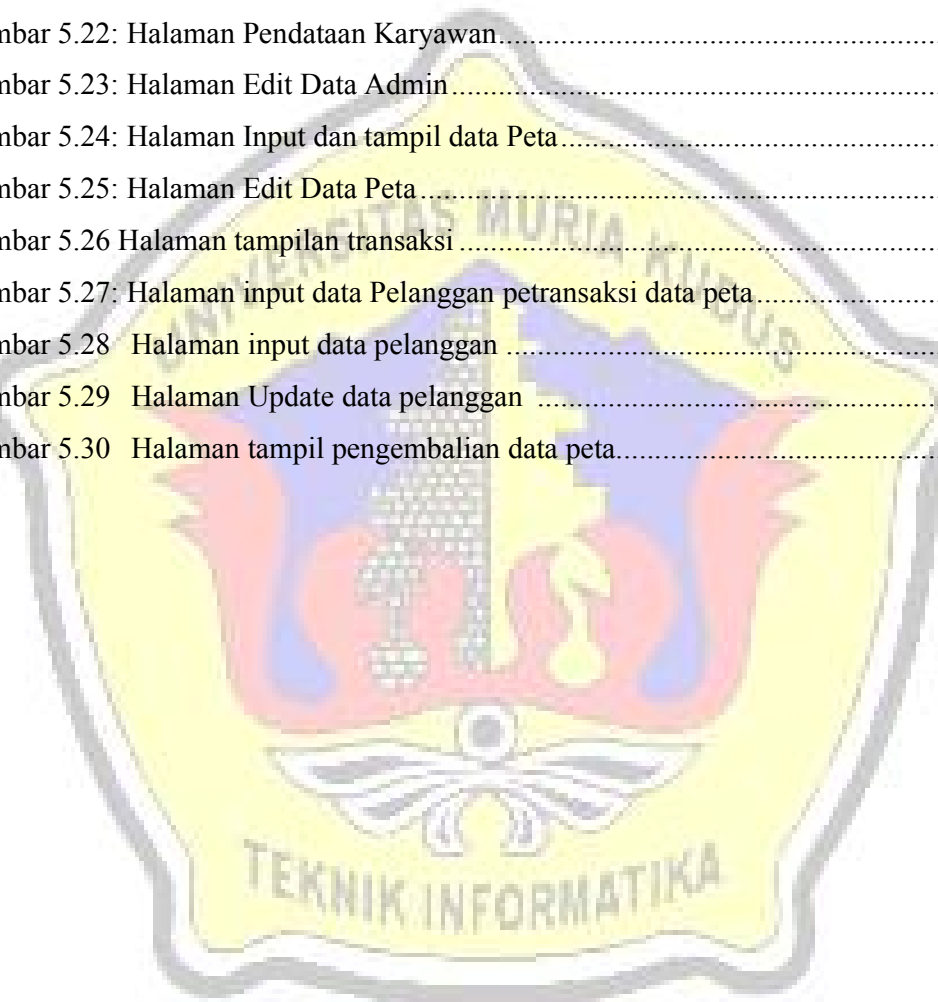 mbar 5.22: Halaman Pendataan Karyawan
mbar 5.23: Halaman Edit Data Admin
mbar 5.24: Halaman Input dan tampil data Peta
mbar 5.25: Halaman Edit Data Peta
mbar 5.26 Halaman tampilan transaksi
mbar 5.27: Halaman input data Pelanggan petransaksi data peta
mbar 5.28 Halaman input data pelanggan
mbar 5.29 Halaman Update data pelanggan
mbar 5.30 Halaman tampil pengembalian data peta
UNIVERSITAS MURIA KUDUS
TEKNIK INFORMATIKA